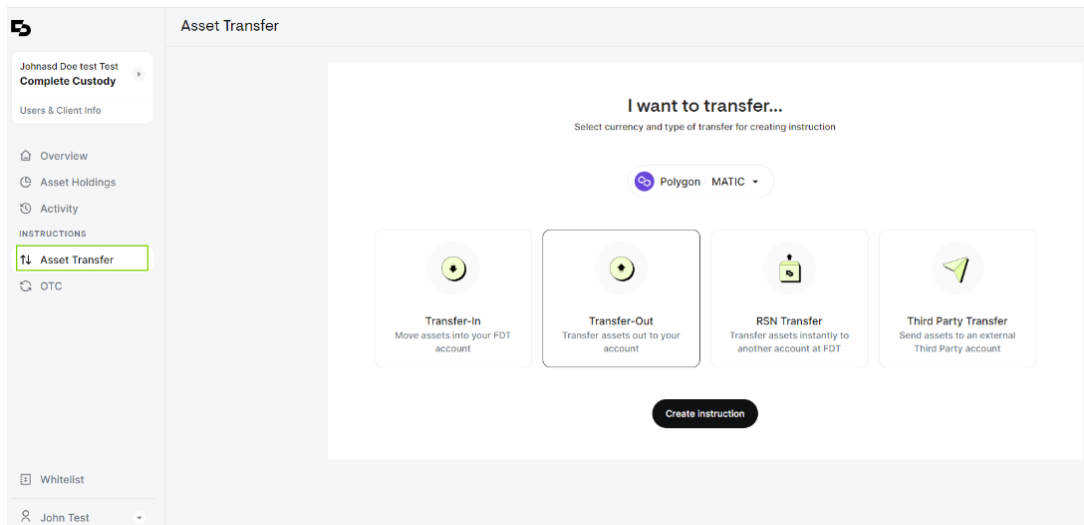 Asset Transfer
Johnasd Doe test Test
Complete Custody
Users & Client Info
Overview
Asset Holdings
Activity
INSTRUCTIONS
Asset Transfer
OTC
Whitelist
John Test
I want to transfer...
Select currency and type of transfer for creating instruction
Polygon MATIC
Transfer-In
Move assets into your FDT
account
Transfer-Out
Transfer assets out to your
account
RSN Transfer
Transfer assets instantly to
another account at FDT
Third Party Transfer
Send assets to an external
Third Party account
Create instruction